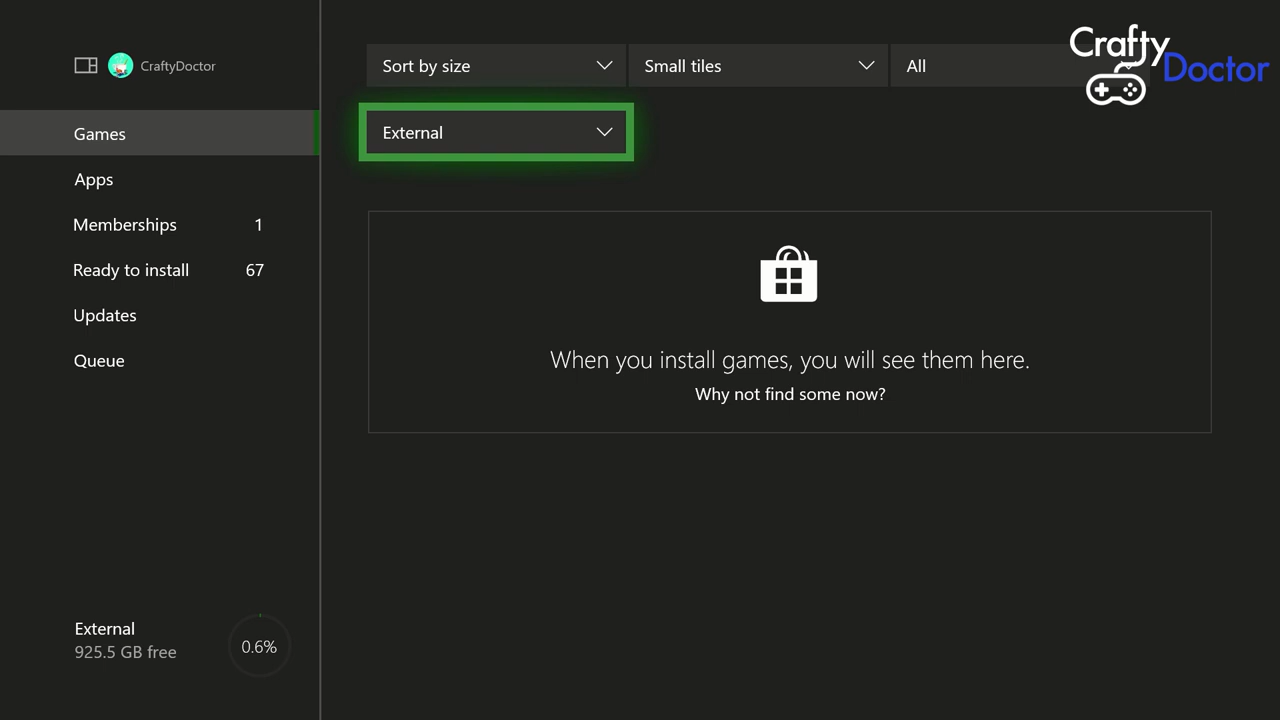 CraftyDoctor
Games
Apps
Memberships 1
Ready to install 67
Updates
Queue
External
925.5 GB free
0.6%
Sort by size
Small tiles
All
External
When you install games, you will see them here.
Why not find some now?
Crafty
Doctor